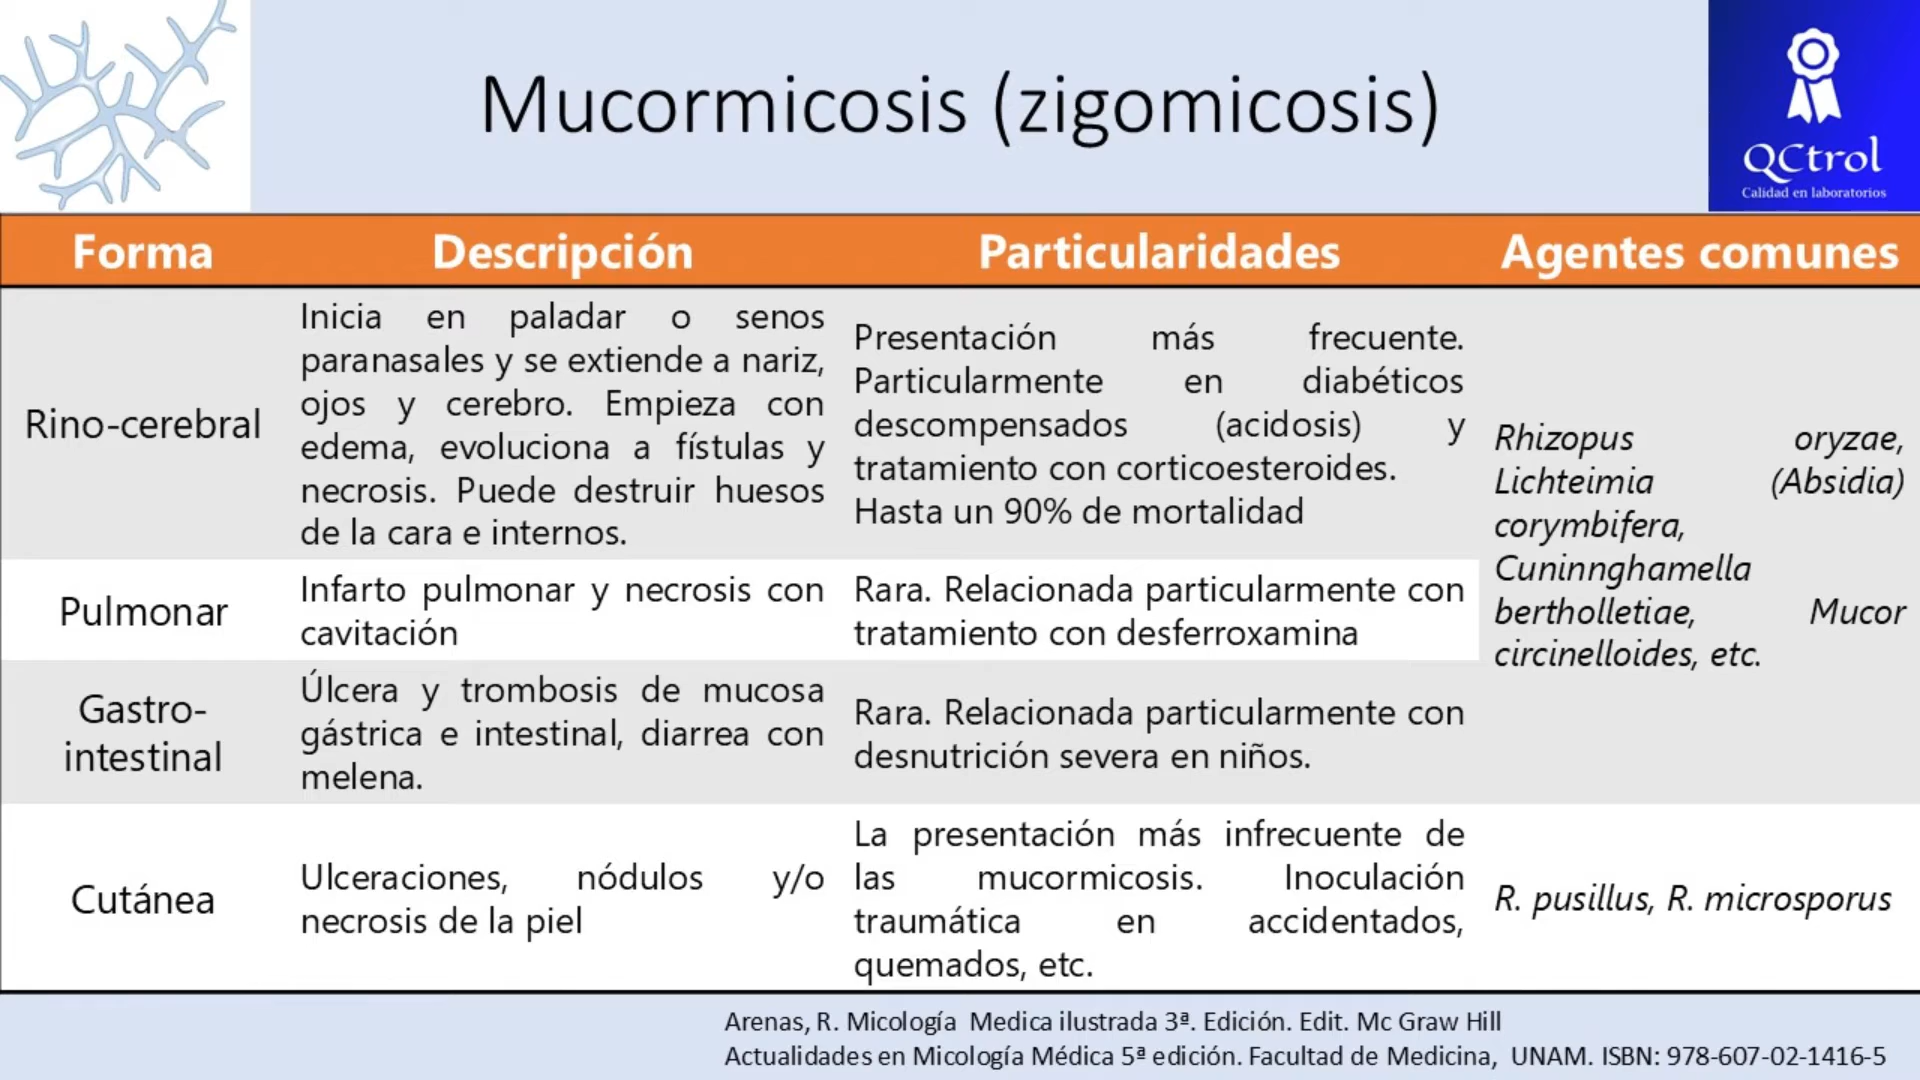 Mucormicosis (zigomicosis)
QCtrol
Calidad en laboratorios
Forma
Descripción
Particularidades
Agentes comunes
Rino-cerebral
Inicia en paladar o senos
paranasales y se extiende a nariz,
ojos y cerebro. Empieza con
edema, evoluciona a fístulas y
necrosis. Puede destruir huesos
de la cara e internos.
Presentación más frecuente.
Particularmente en diabéticos
descompensados (acidosis) y
tratamiento con corticoesteroides.
Hasta un 90% de mortalidad
Rhizopus oryzae,
Lichteimia (Absidia)
corymbifera,
Cuninnghamella
bertholletiae, Mucor
circinelloides, etc.
Pulmonar
Infarto pulmonar y necrosis con
cavitación
Rara. Relacionada particularmente con
tratamiento con desferroxamina
Gastro-
intestinal
Úlcera y trombosis de mucosa
gástrica e intestinal, diarrea con
melena.
Rara. Relacionada particularmente con
desnutrición severa en niños.
Cutánea
Ulceraciones, nódulos y/o
necrosis de la piel
La presentación más infrecuente de
las mucormicosis. Inoculación
traumática en accidentados,
quemados, etc.
R. pusillus, R. microsporus
Arenas, R. Micología Medica ilustrada 3ª. Edición. Edit. Mc Graw Hill
Actualidades en Micología Médica 5ª edición. Facultad de Medicina, UNAM. ISBN: 978-607-02-1416-5